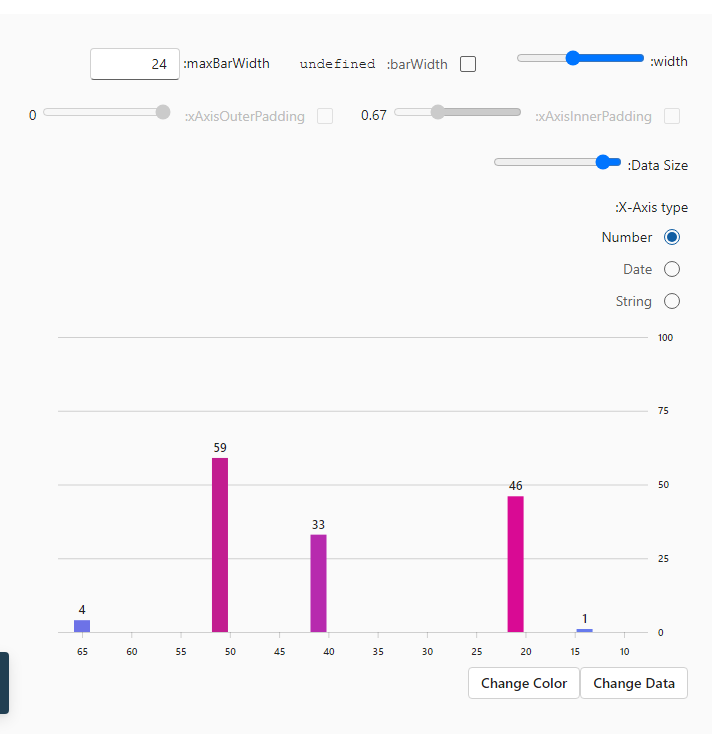 width:
barWidth: undefined
maxBarWidth: 24
xAxisInnerPadding: 0.67
xAxisOuterPadding: 0
Data Size:
X-Axis type:
Number
Date
String
100
75
50
25
0
4
59
33
46
1
65 60 55 50 45 40 35 30 25 20 15 10
Change Color Change Data